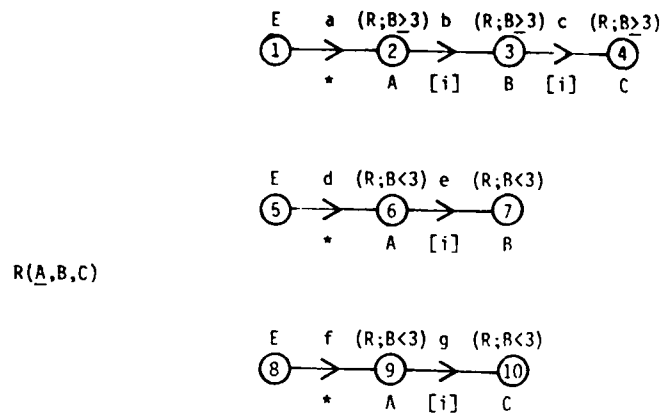 E a (R;B≥3) b (R;B≥3) c (R;B≥3)
1 2 3 4
* A [i] B [i] C
E d (R;B<3) e (R;B<3)
5 6 7
* A [i] B
R(A,B,C)
E f (R;B<3) g (R;B<3)
8 9 10
* A [i] C